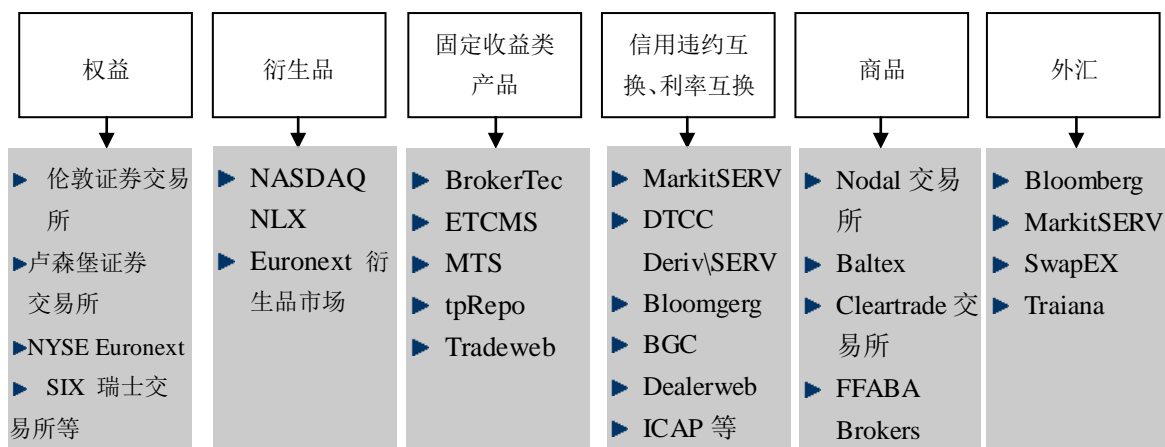 权益
伦敦证券交易
所
卢森堡证券
交易所
NYSE Euronext
SIX 瑞士交
易所等
衍生品
NASDAQ
NLX
Euronext 衍
生品市场
固定收益类
产品
BrokerTec
ETCMS
MTS
tpRepo
Tradeweb
信用违约互
换、利率互换
MarkitSERV
DTCC
Deriv\SERV
Bloomgerg
BGC
Dealerweb
ICAP 等
商品
Nodal 交易
所
Baltex
Cleartrade 交
易所
FFABA
Brokers
外汇
Bloomberg
MarkitSERV
SwapEX
Traiana